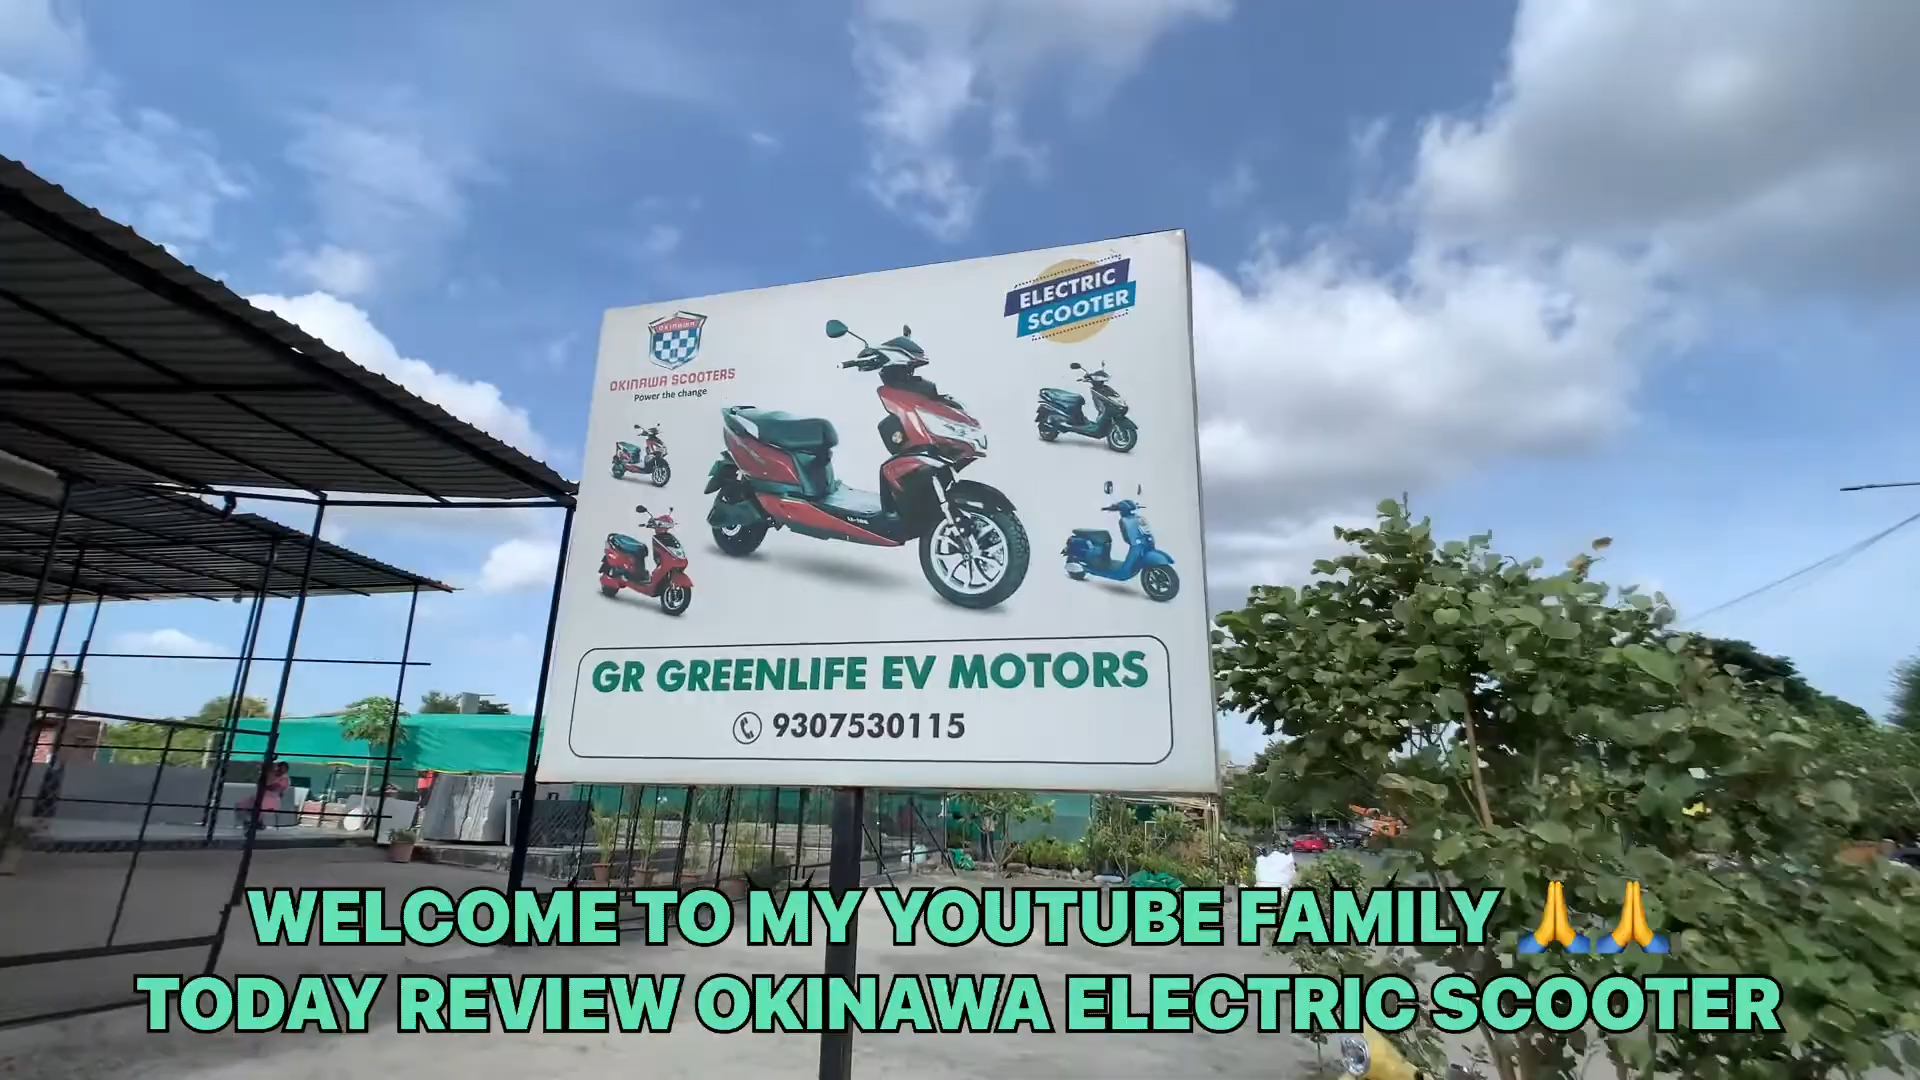 OKINAWA
OKINAWA SCOOTERS
Power the change
ELECTRIC
SCOOTER
GR GREENLIFE EV MOTORS
9307530115
WELCOME TO MY YOUTUBE FAMILY 🙏🙏
TODAY REVIEW OKINAWA ELECTRIC SCOOTER